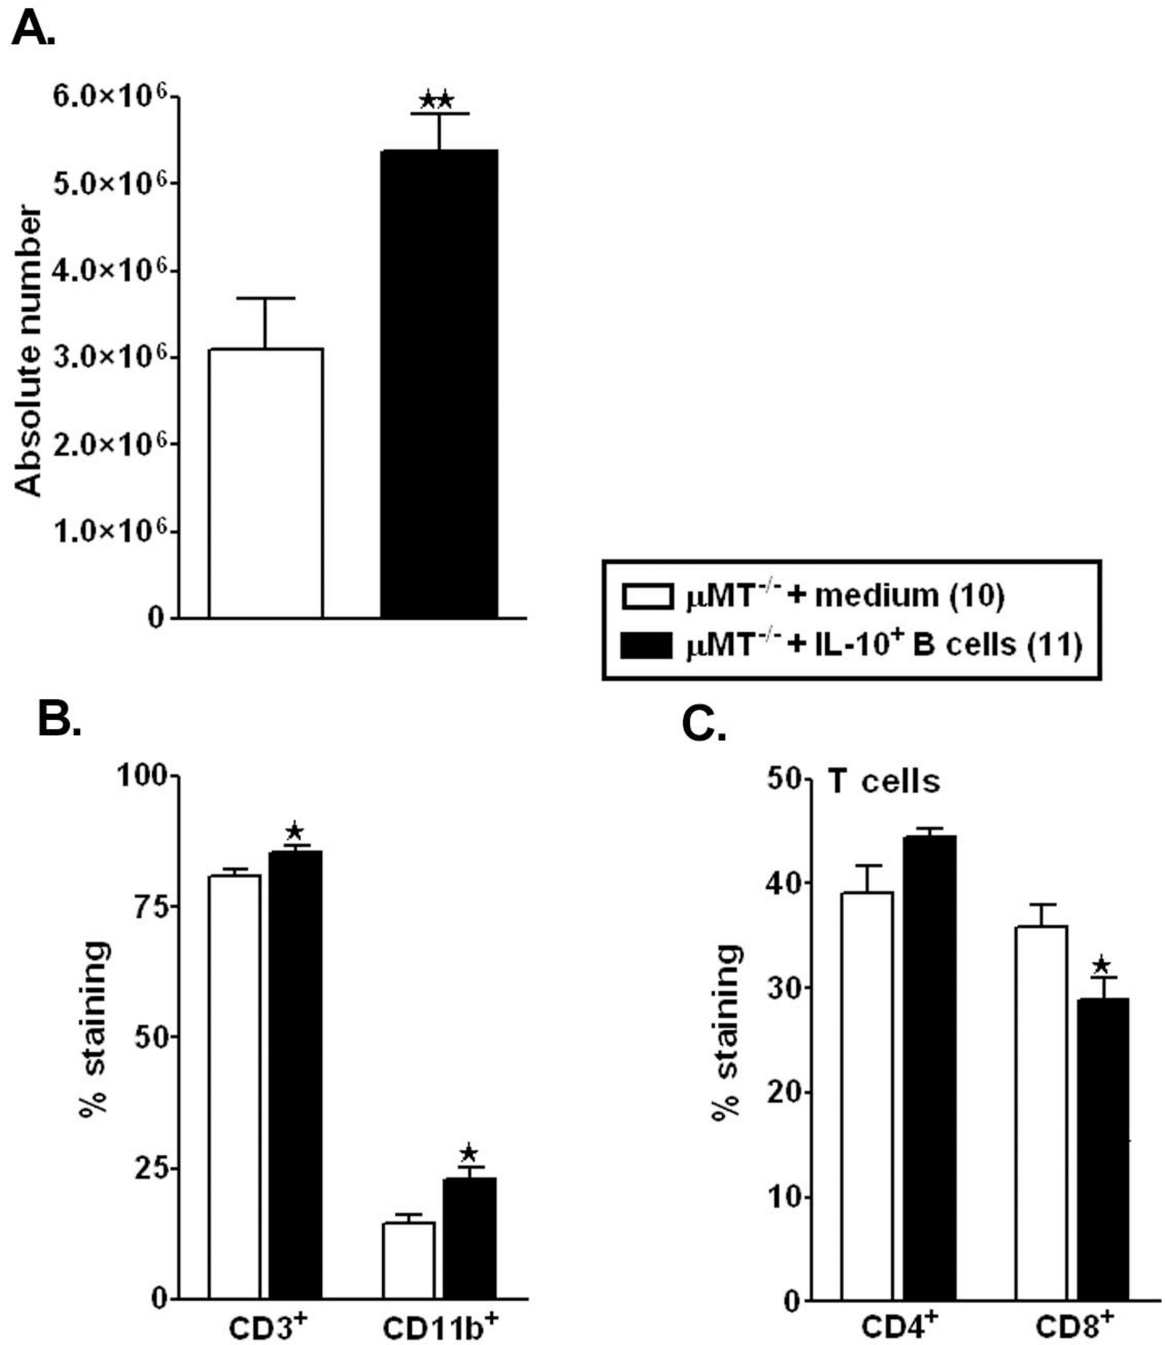 A.
6.0×10⁶
★★
5.0×10⁶
4.0×10⁶
3.0×10⁶
2.0×10⁶
1.0×10⁶
0
Absolute number
μMT⁻/⁻ + medium (10)
μMT⁻/⁻ + IL-10⁺ B cells (11)
B.
100
75
50
25
0
% staining
★
★
CD3⁺ CD11b⁺
C.
T cells
50
40
30
20
10
0
% staining
★
CD4⁺ CD8⁺